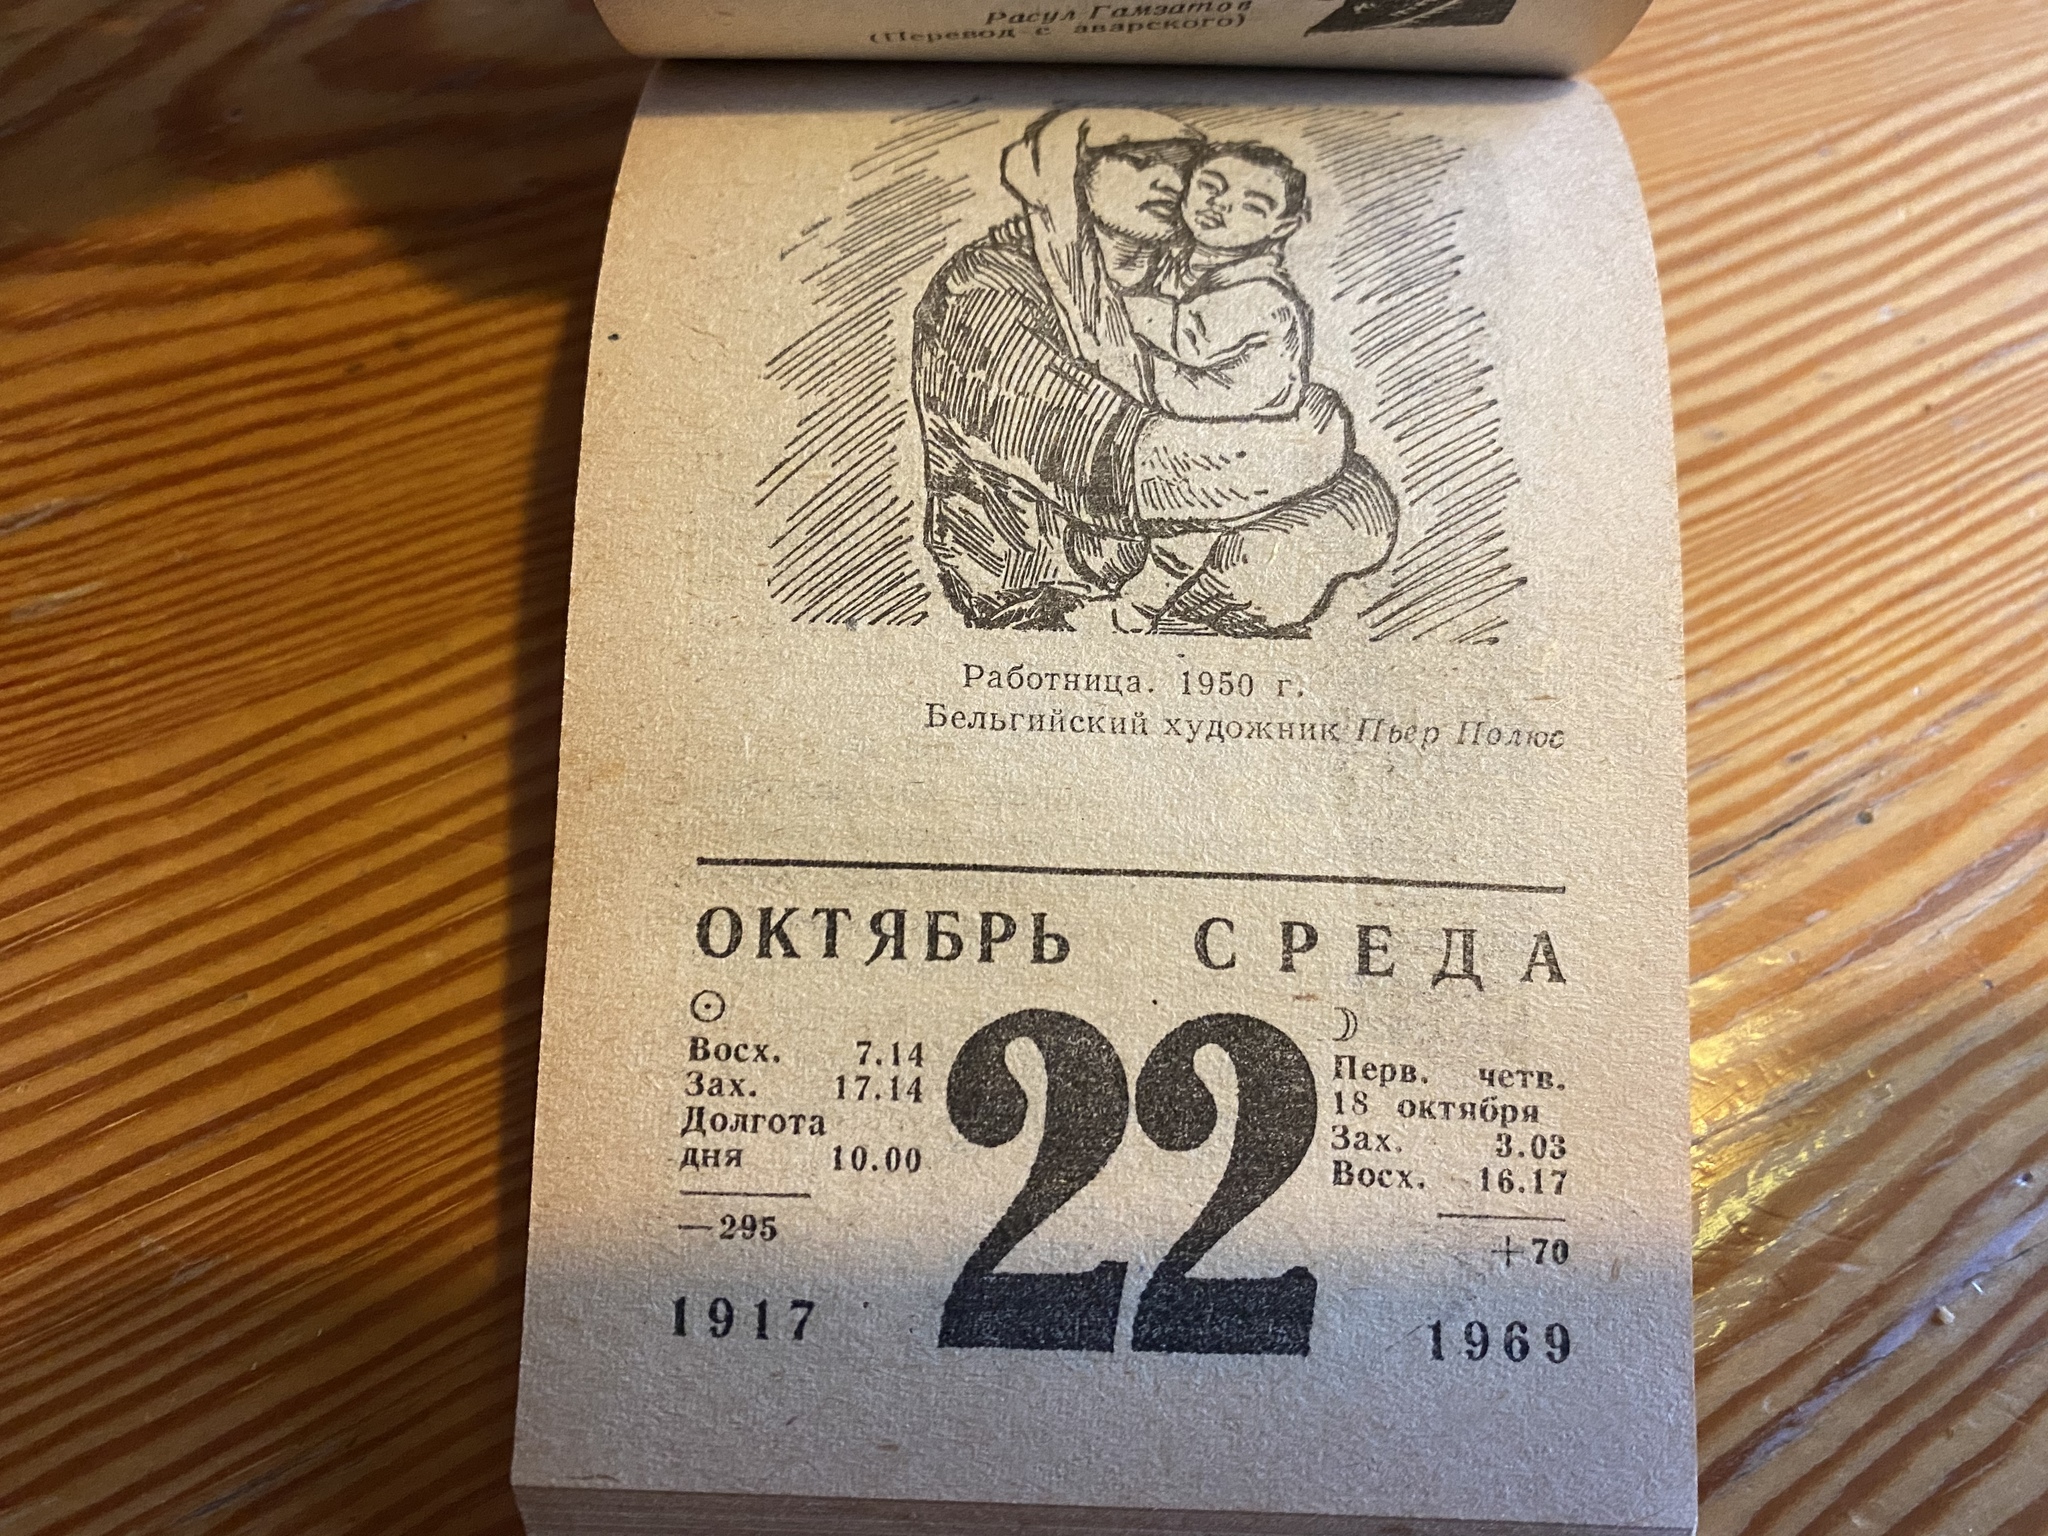 Расул Гамзатов
(Перевод с аварского)
Работница. 1950 г.
Бельгийский художник Пьер Полюс
ОКТЯБРЬ СРЕДА
Восх. 7.14
Зах. 17.14
Долгота
дня 10.00
—295
1917
22
Перв. четв.
18 октября
Зах. 3.03
Восх. 16.17
+70
1969